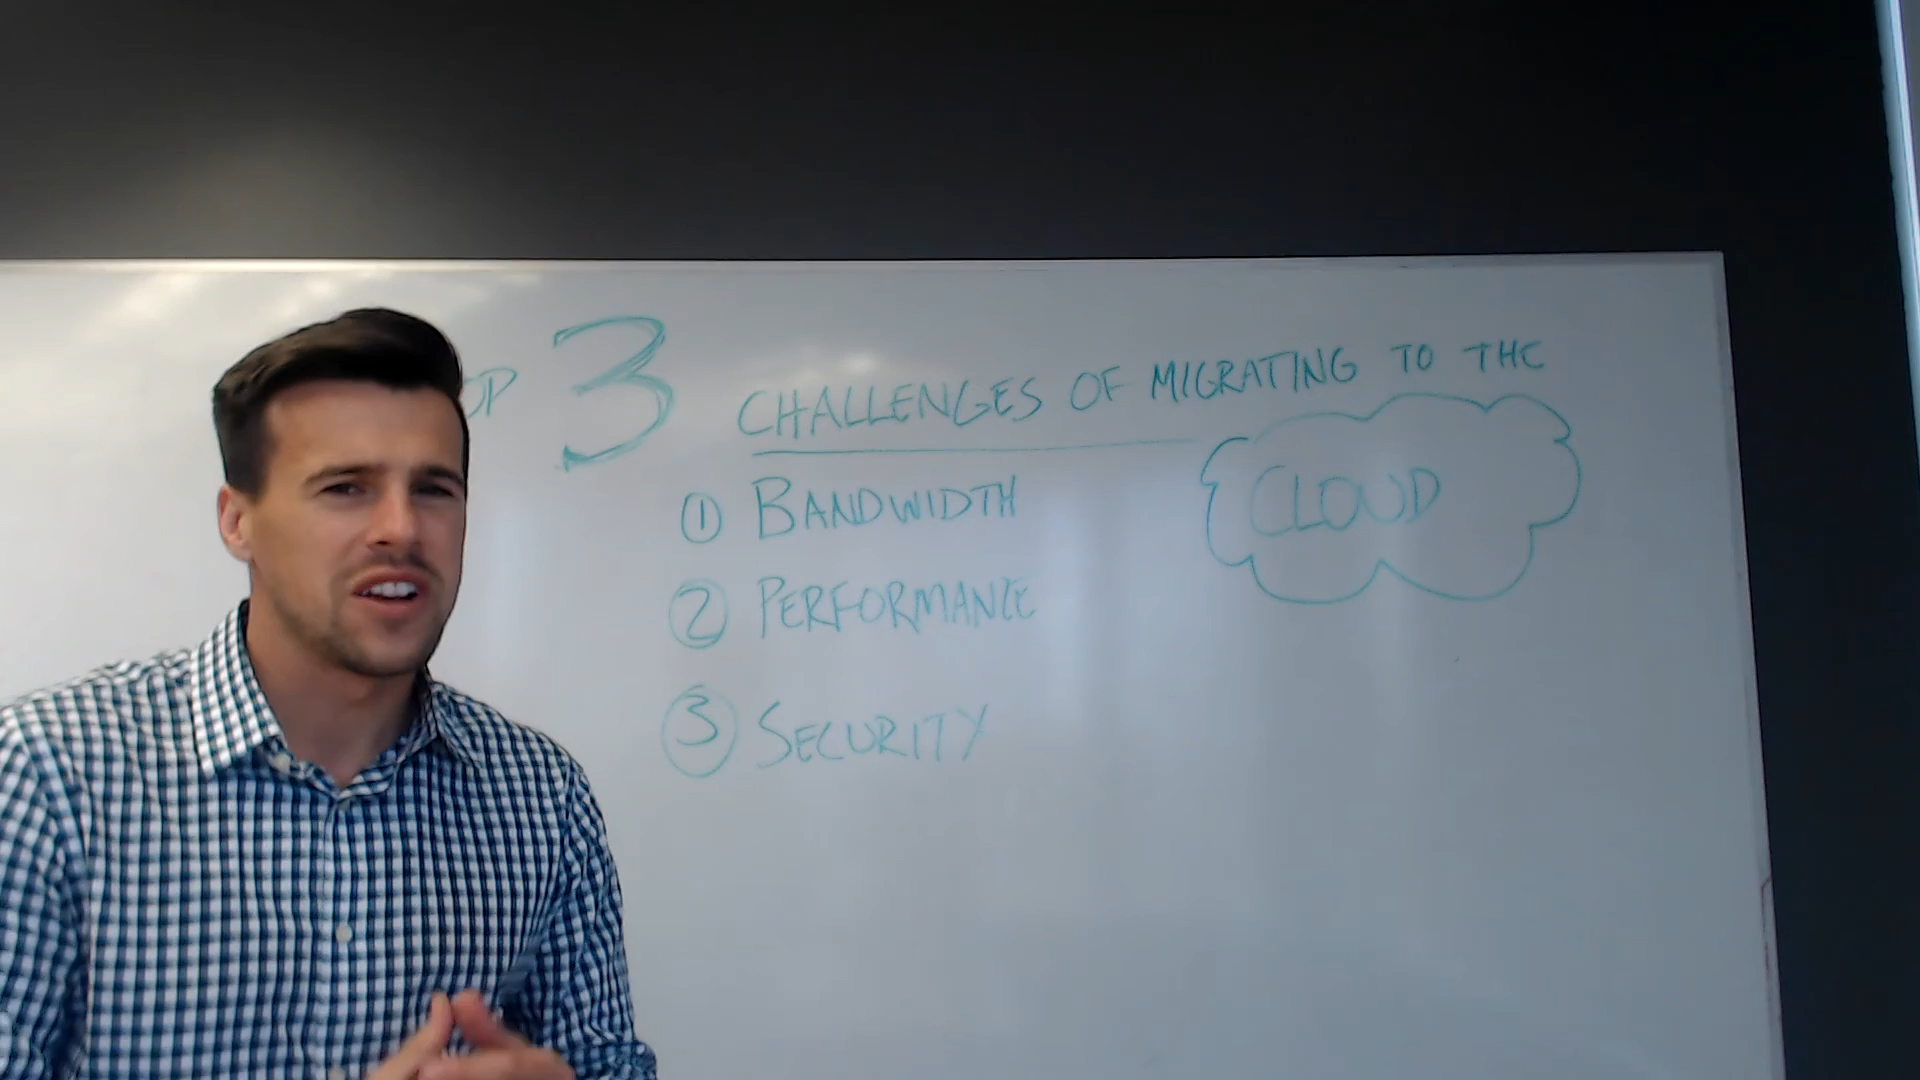 OP 3 CHALLENGES OF MIGRATING TO THE
CLOUD
① BANDWIDTH
② PERFORMANCE
③ SECURITY